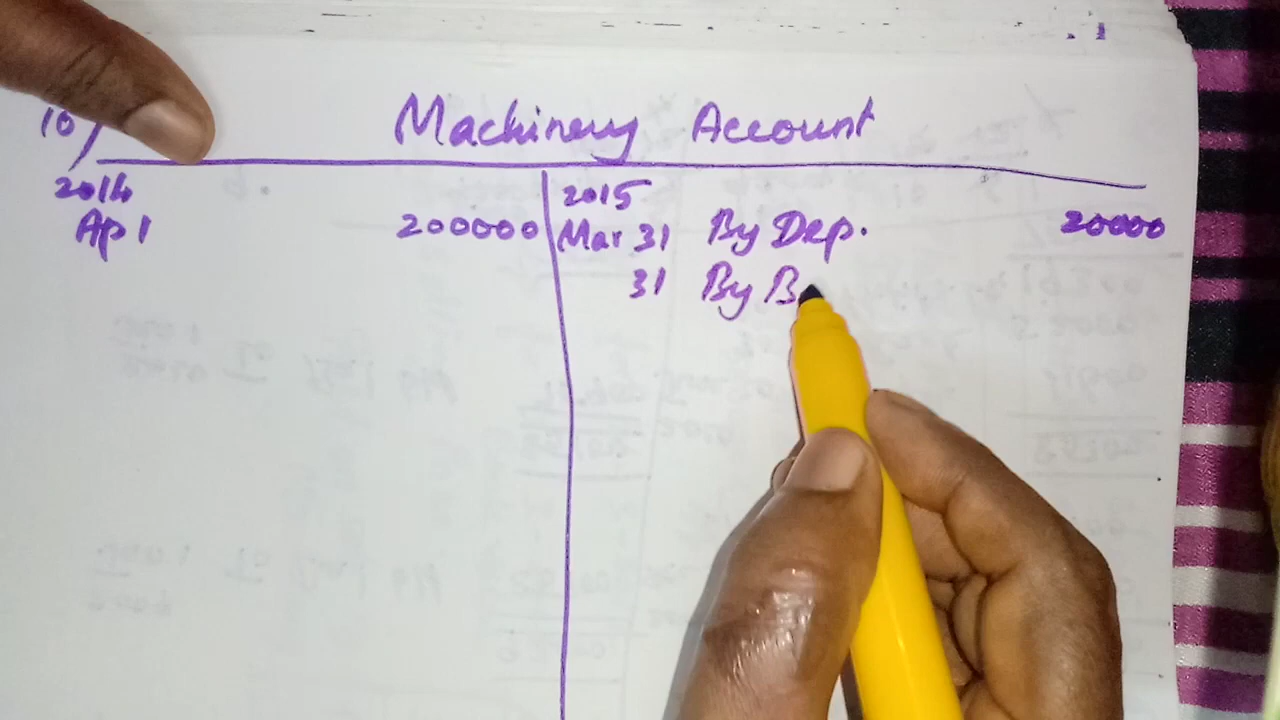 10/
Machinery Account
2014
Ap 1 200000
2015
Mar 31 By Dep. 20000
31 By B